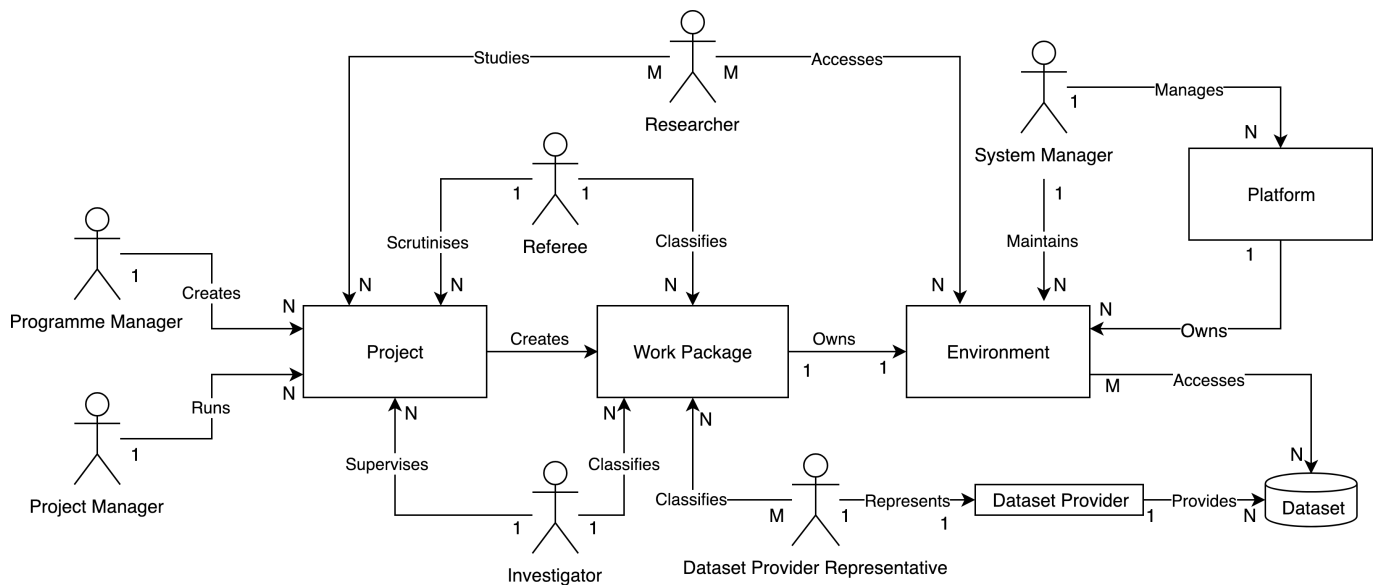 Studies
M
M
Accesses
Researcher
1
Manages
System Manager
N
Platform
1
1
Referee
1
Scrutinises
Classifies
Maintains
1
1
Creates
Programme Manager
N
N
N
N
N
N
N
Owns
Project
Creates
Work Package
Owns
1
1
Environment
M
Accesses
N
Runs
1
Project Manager
N
N
N
Supervises
Classifies
N
1
1
Investigator
Classifies
M
1
Represents
1
Dataset Provider
1
Provides
N
Dataset
Dataset Provider Representative